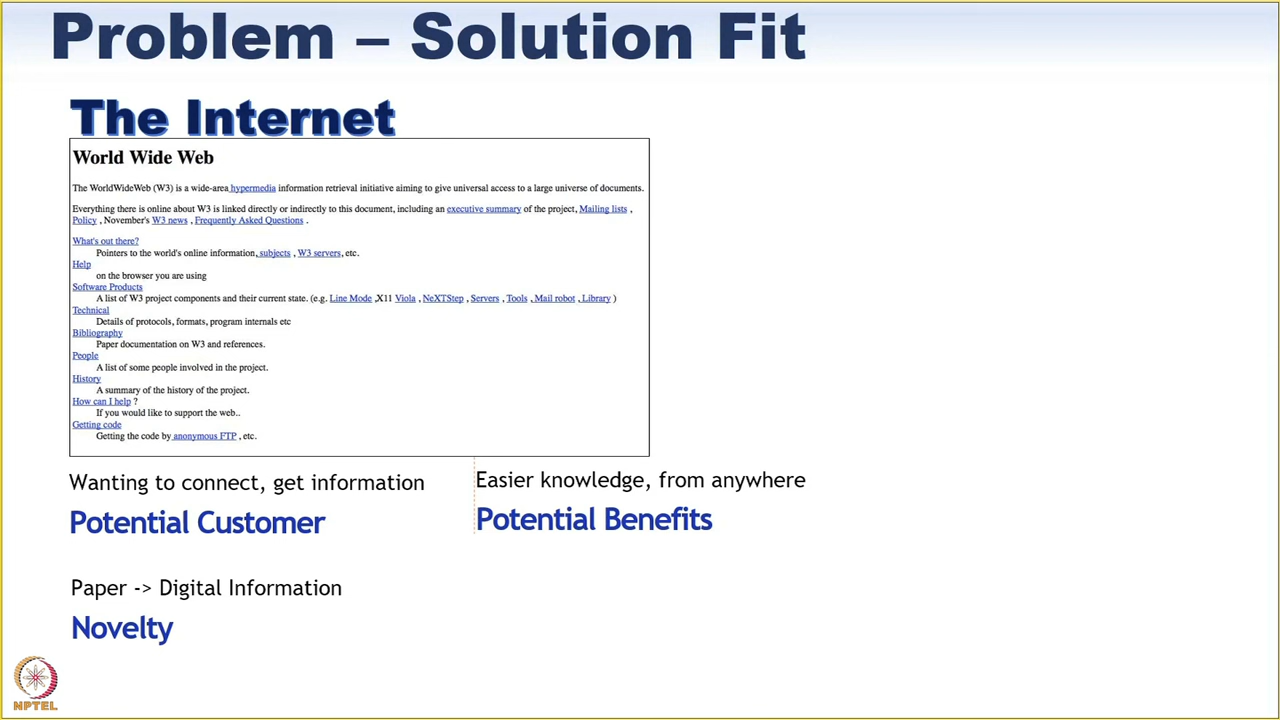 Problem – Solution Fit
The Internet
World Wide Web
The WorldWideWeb (W3) is a wide-area hypermedia information retrieval initiative aiming to give universal access to a large universe of documents.
Everything there is online about W3 is linked directly or indirectly to this document, including an executive summary of the project, Mailing lists ,
Policy , November's W3 news , Frequently Asked Questions .
What's out there?
Pointers to the world's online information, subjects , W3 servers, etc.
Help
on the browser you are using
Software Products
A list of W3 project components and their current state. (e.g. Line Mode ,X11 Viola , NeXTStep , Servers , Tools , Mail robot , Library )
Technical
Details of protocols, formats, program internals etc
Bibliography
Paper documentation on W3 and references.
People
A list of some people involved in the project.
History
A summary of the history of the project.
How can I help ?
If you would like to support the web..
Getting code
Getting the code by anonymous FTP , etc.
Wanting to connect, get information
Potential Customer
Easier knowledge, from anywhere
Potential Benefits
Paper -> Digital Information
Novelty
NPTEL